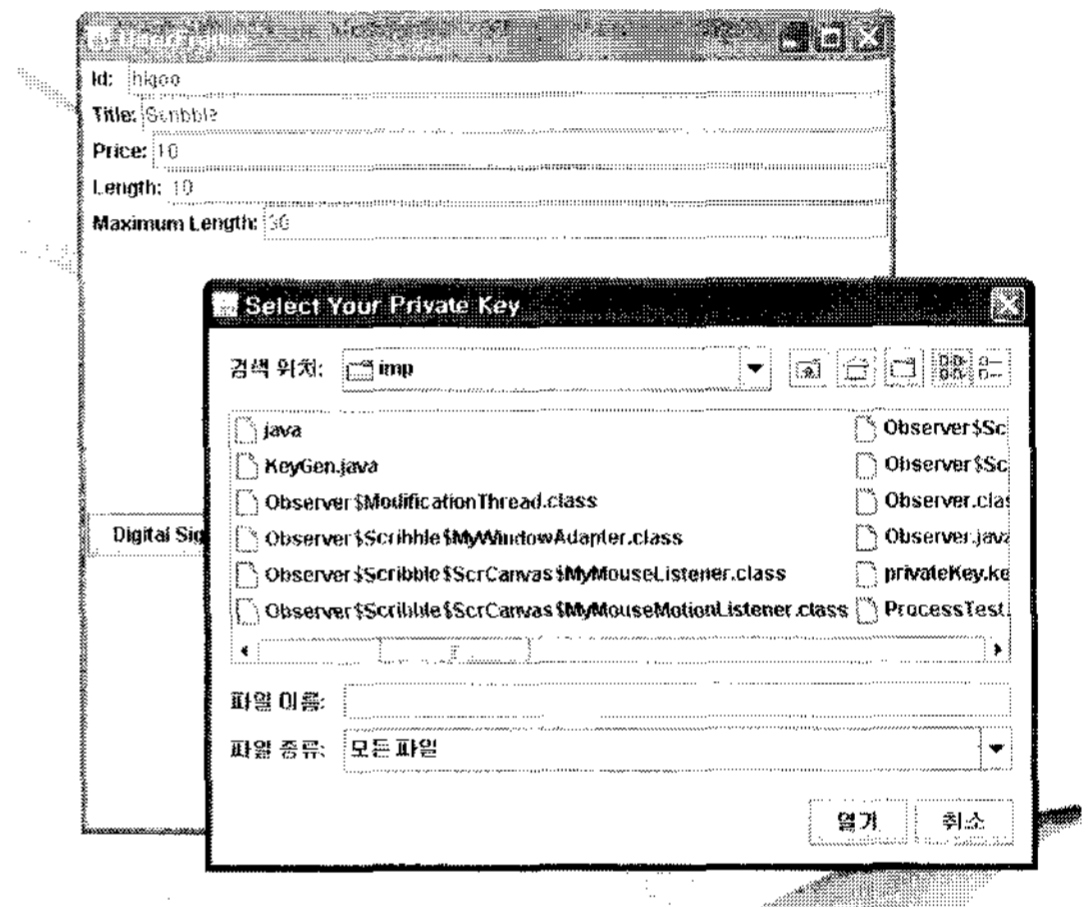 UserFrame
Id: hkjoo
Title: Scribble
Price: 10
Length: 10
Maximum Length: 30
Digital Sig
Select Your Private Key
검색 위치: imp
java
KeyGen.java
Observer$ModificationThread.class
Observer$Scribble$MyWindowAdapter.class
Observer$Scribble$ScrCanvas$MyMouseListener.class
Observer$Scribble$ScrCanvas$MyMouseMotionListener.class
Observer$Sc
Observer$Sc
Observer.clas
Observer.java
privateKey.ke
ProcessTest.
파일 이름:
파일 종류: 모든 파일
열기 취소